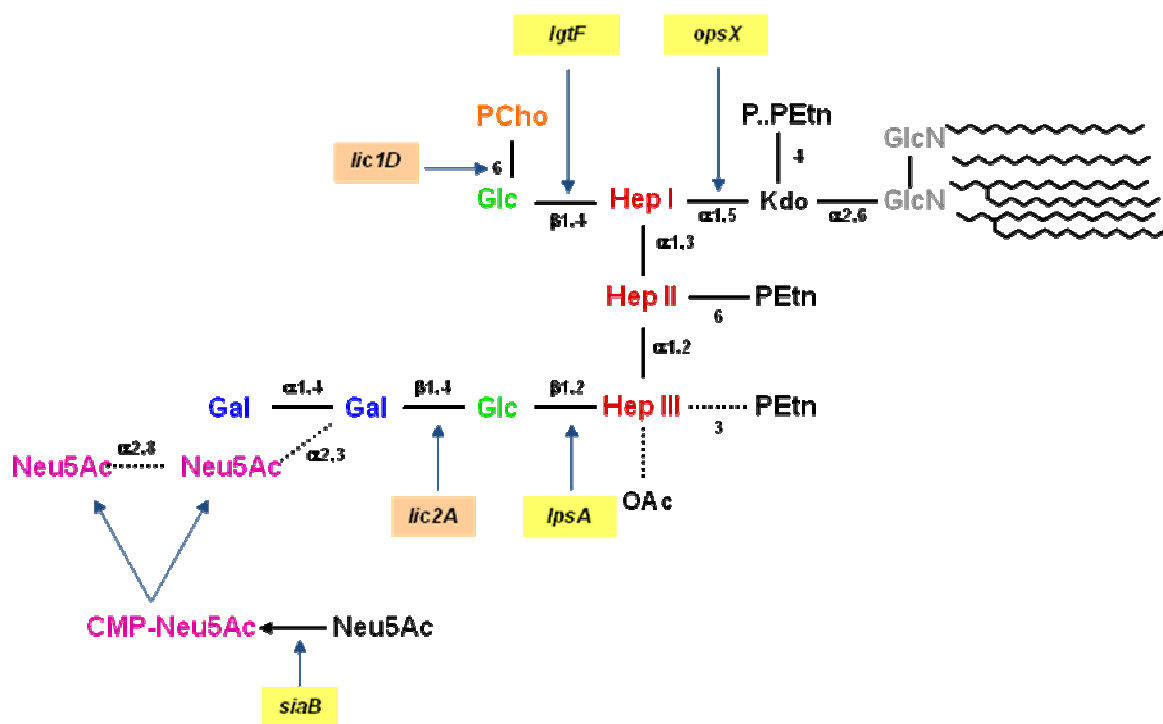 lgtF opsX
PCho P..PEtn
GlcN
lic1D 6 4
Glc β1,4 Hep I α1,5 Kdo α2,6 GlcN
α1,3
Hep II 6 PEtn
α1,2
Gal α1,4 Gal β1,4 Glc β1,2 Hep III 3 PEtn
Neu5Ac α2,8 Neu5Ac α2,3
OAc
lic2A lpsA
CMP-Neu5Ac Neu5Ac
siaB